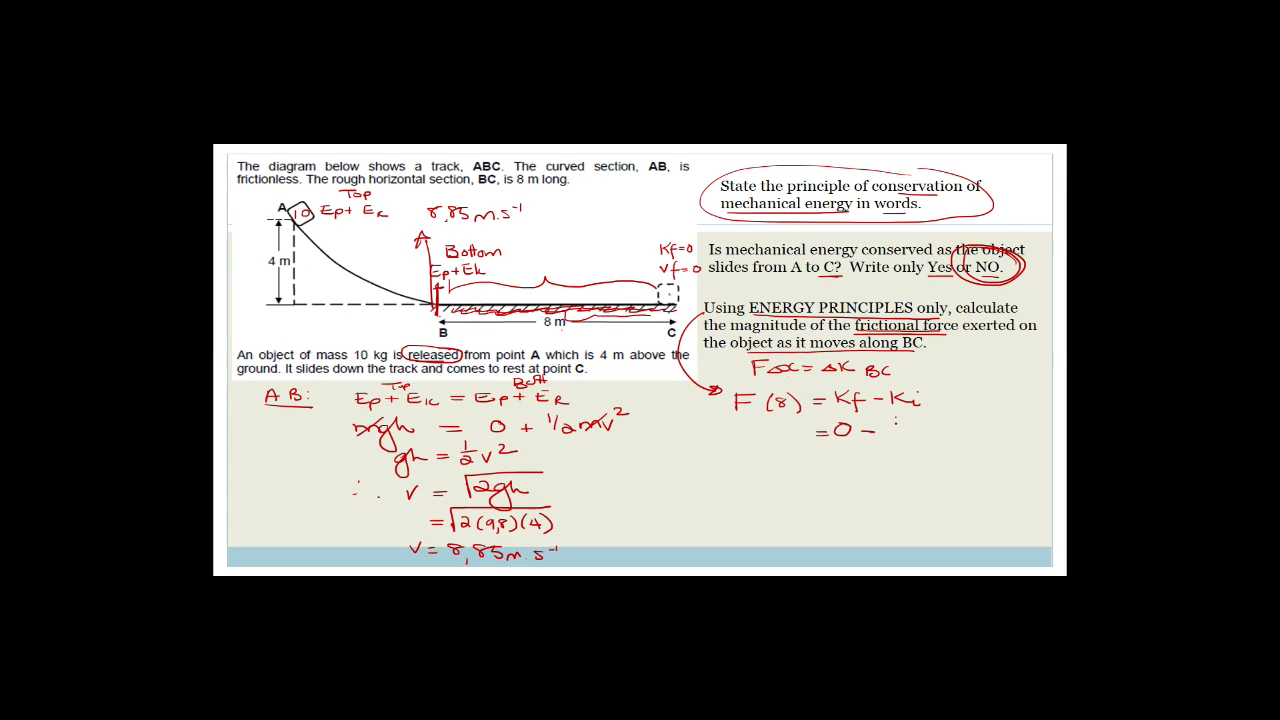 The diagram below shows a track, ABC. The curved section, AB, is
frictionless. The rough horizontal section, BC, is 8 m long.
Top
A
10
Ep + Ek
8,85 m.s⁻¹
4 m
Bottom
Ep + Ek
Kf = 0
Vf = 0
8 m
B
C
An object of mass 10 kg is released from point A which is 4 m above the
ground. It slides down the track and comes to rest at point C.
AB:
Top
Bott
Ep + Ek = Ep + Ek
mgh = 0 + 1/2 mv²
gh = 1/2 v²
∴ v = √2gh
= √2(9,8)(4)
v = 8,85 m.s⁻¹
State the principle of conservation of
mechanical energy in words.
Is mechanical energy conserved as the object
slides from A to C? Write only Yes or NO.
Using ENERGY PRINCIPLES only, calculate
the magnitude of the frictional force exerted on
the object as it moves along BC.
F△x = △K BC
F (8) = Kf - Ki
= 0 -